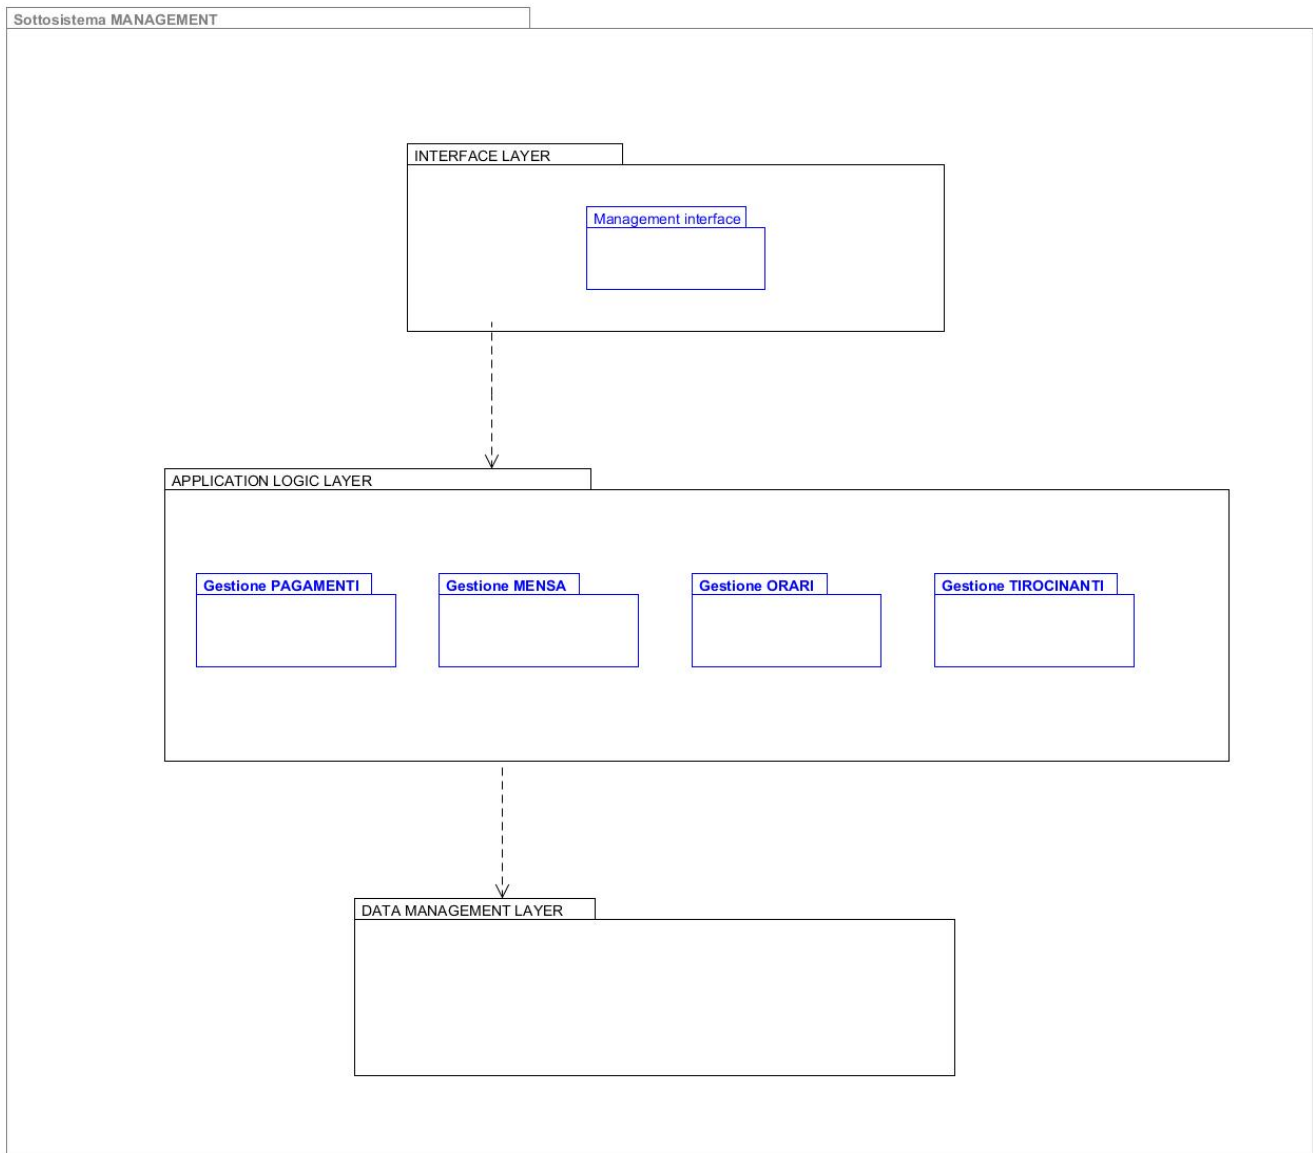 Sottosistema MANAGEMENT
INTERFACE LAYER
Management interface
APPLICATION LOGIC LAYER
Gestione PAGAMENTI
Gestione MENSA
Gestione ORARI
Gestione TIROCINANTI
DATA MANAGEMENT LAYER